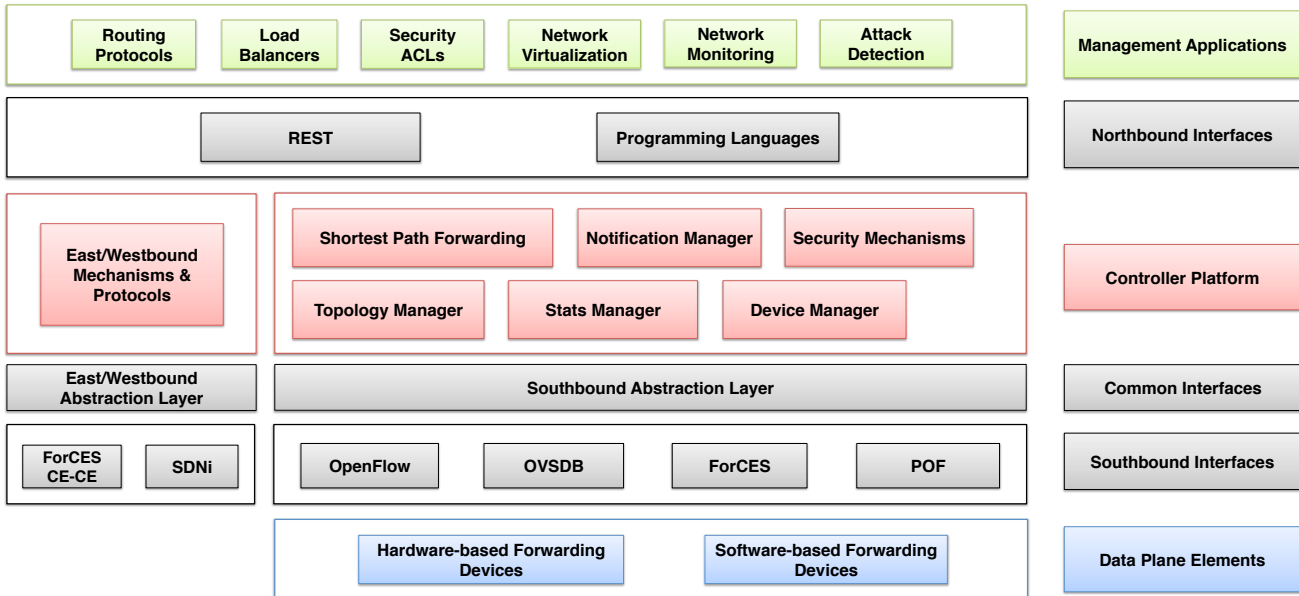 Routing
Protocols
Load
Balancers
Security
ACLs
Network
Virtualization
Network
Monitoring
Attack
Detection
Management Applications
REST
Programming Languages
Northbound Interfaces
East/Westbound
Mechanisms &
Protocols
Shortest Path Forwarding
Notification Manager
Security Mechanisms
Topology Manager
Stats Manager
Device Manager
Controller Platform
East/Westbound
Abstraction Layer
Southbound Abstraction Layer
Common Interfaces
ForCES
CE-CE
SDNi
OpenFlow
OVSDB
ForCES
POF
Southbound Interfaces
Hardware-based Forwarding
Devices
Software-based Forwarding
Devices
Data Plane Elements